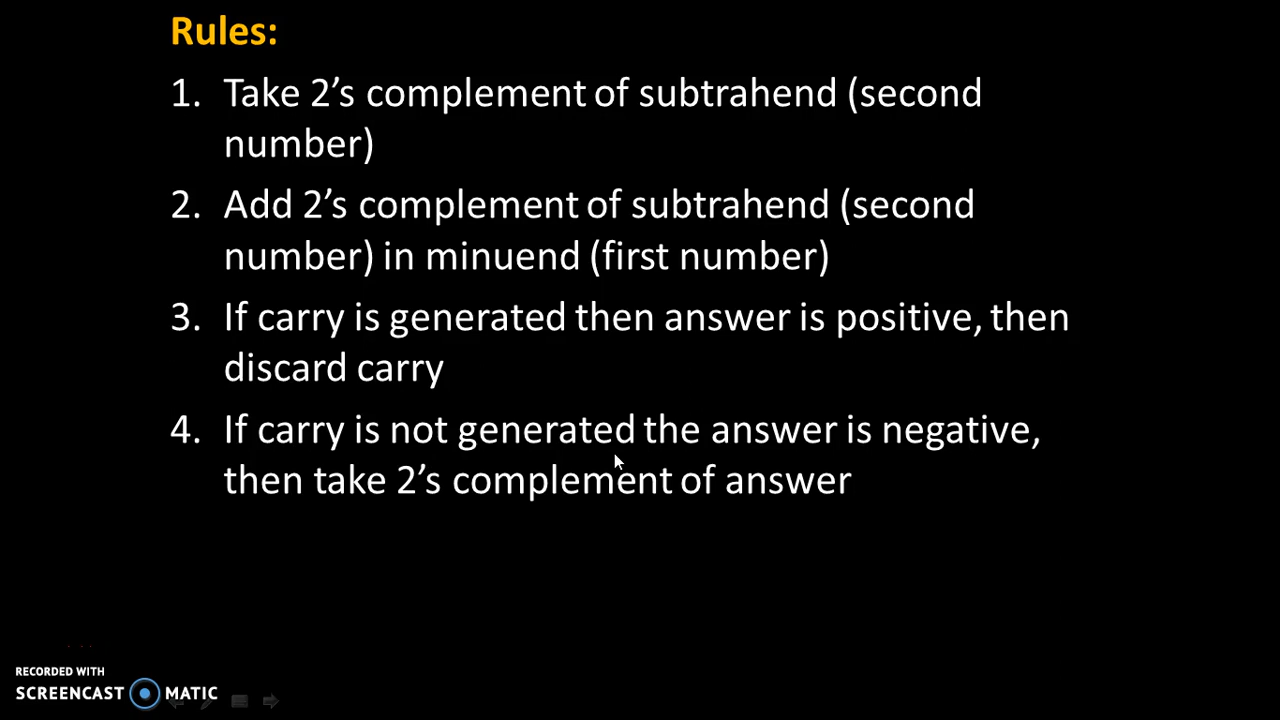 Rules:
1. Take 2’s complement of subtrahend (second
number)
2. Add 2’s complement of subtrahend (second
number) in minuend (first number)
3. If carry is generated then answer is positive, then
discard carry
4. If carry is not generated the answer is negative,
then take 2’s complement of answer
RECORDED WITH
SCREENCAST MATIC